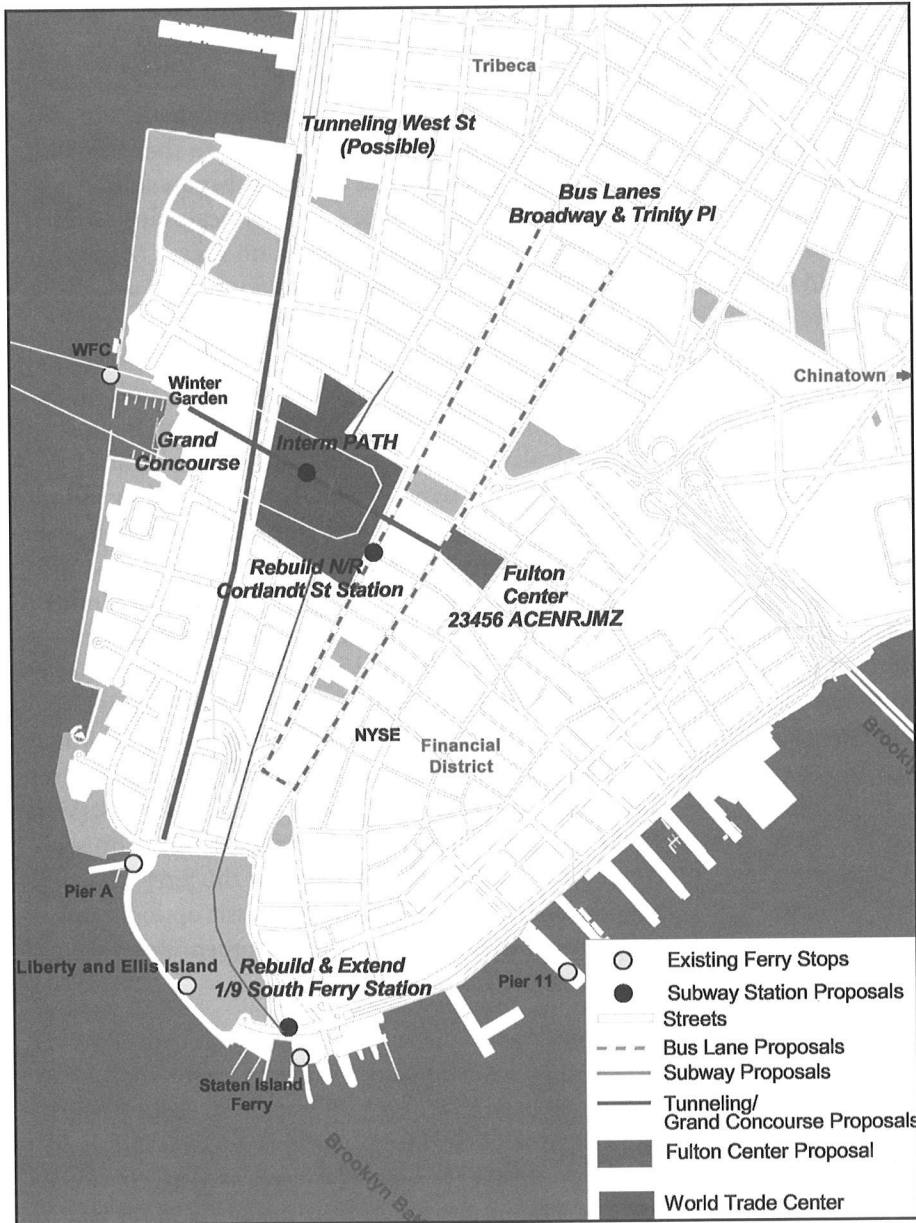 Tribeca
Tunneling West St
(Possible)
Bus Lanes
Broadway & Trinity Pl
WFC
Chinatown
Winter
Garden
Grand
Concourse
Interm PATH
Rebuild N/R
Cortlandt St Station
Fulton
Center
23456 ACENRJMZ
NYSE
Financial
District
Brooklyn
Pier A
Liberty and Ellis Island
Rebuild & Extend
1/9 South Ferry Station
Pier 11
Staten Island
Ferry
Brooklyn Bat
Existing Ferry Stops
Subway Station Proposals
Streets
Bus Lane Proposals
Subway Proposals
Tunneling/
Grand Concourse Proposals
Fulton Center Proposal
World Trade Center